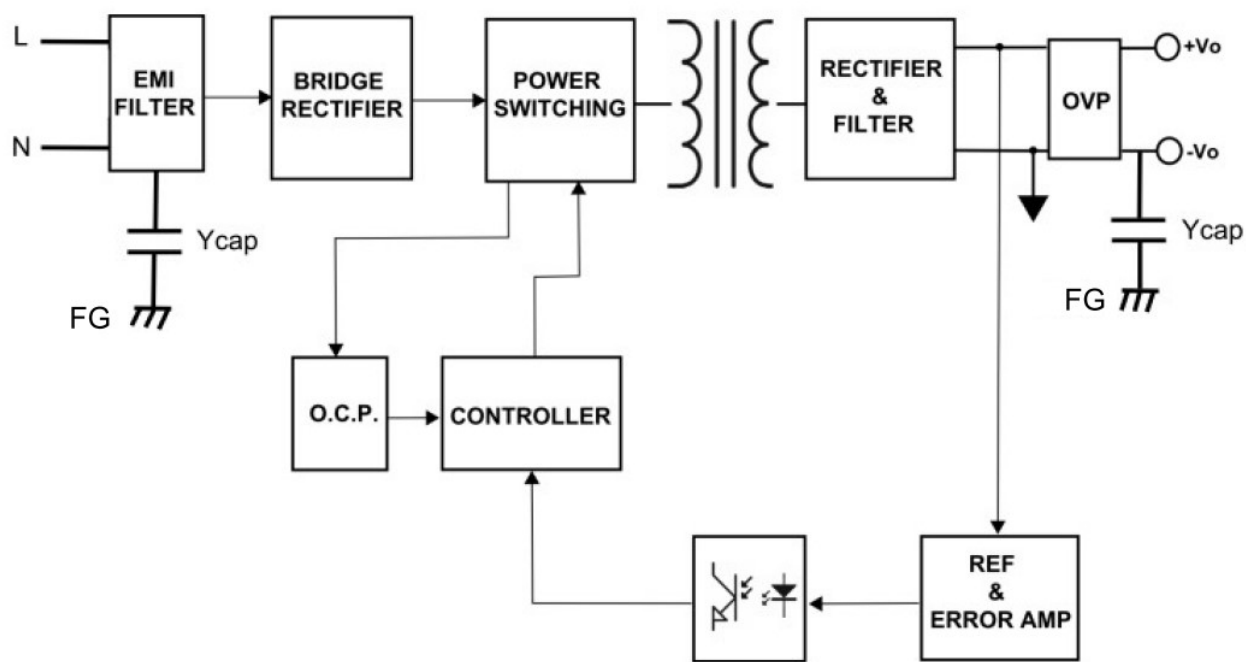 L
N
EMI
FILTER
BRIDGE
RECTIFIER
POWER
SWITCHING
RECTIFIER
&
FILTER
OVP
+Vo
-Vo
Ycap
FG
Ycap
FG
O.C.P.
CONTROLLER
REF
&
ERROR AMP